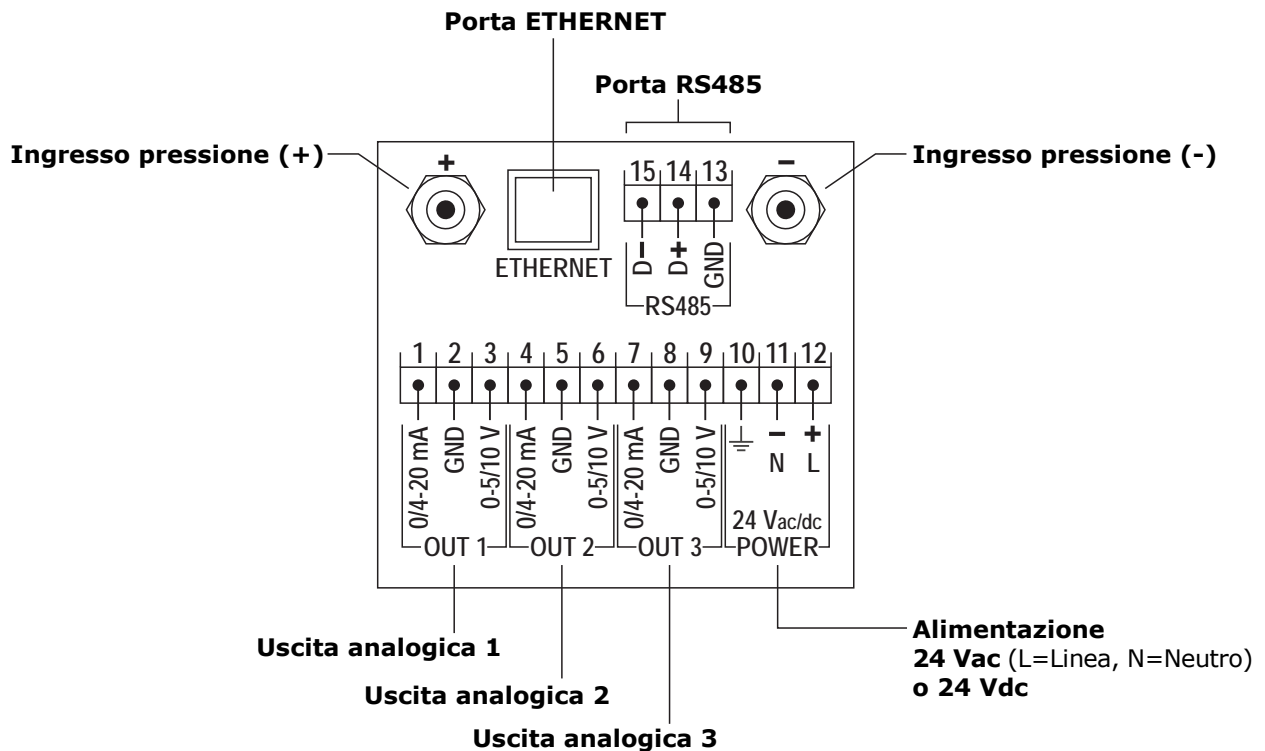 Porta ETHERNET
Porta RS485
Ingresso pressione (+)
Ingresso pressione (-)
+
-
15 14 13
ETHERNET
D-
D+
GND
RS485
1 2 3 4 5 6 7 8 9 10 11 12
0/4-20 mA
GND
0-5/10 V
0/4-20 mA
GND
0-5/10 V
0/4-20 mA
GND
0-5/10 V
- +
N L
24 Vac/dc
OUT 1
OUT 2
OUT 3
POWER
Uscita analogica 1
Uscita analogica 2
Uscita analogica 3
Alimentazione
24 Vac (L=Linea, N=Neutro)
o 24 Vdc